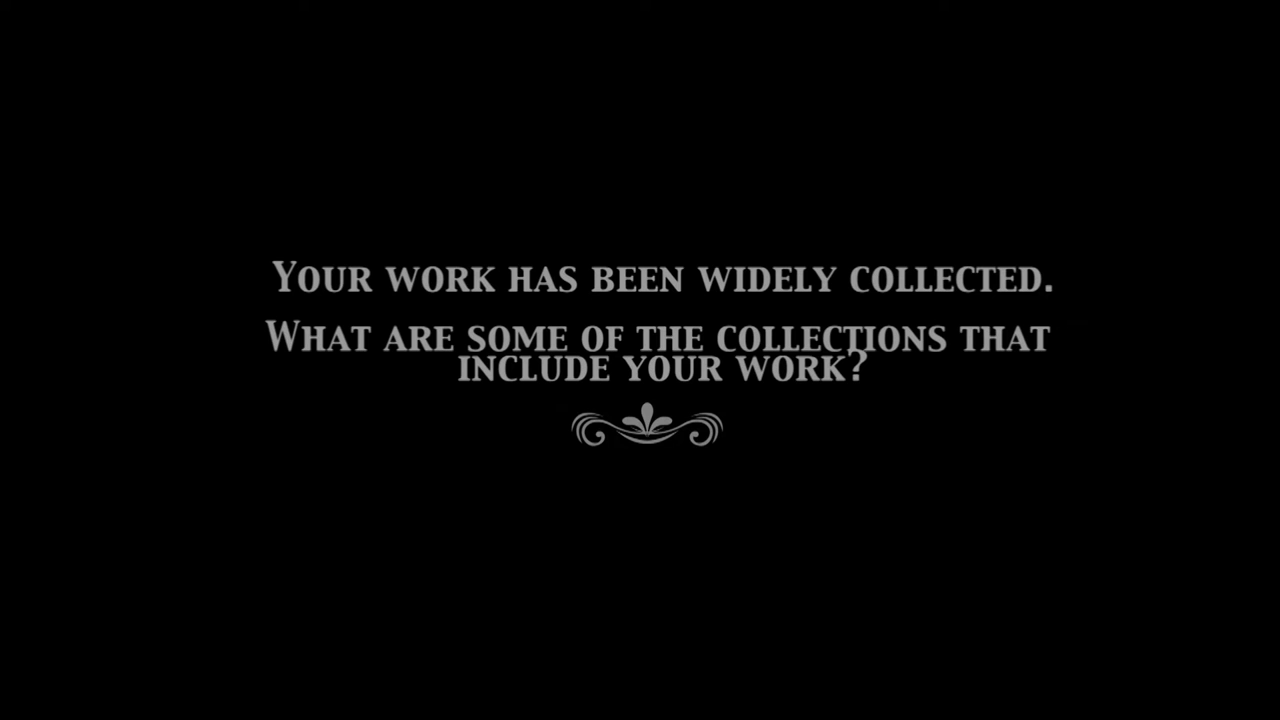 Your work has been widely collected.
What are some of the collections that
include your work?